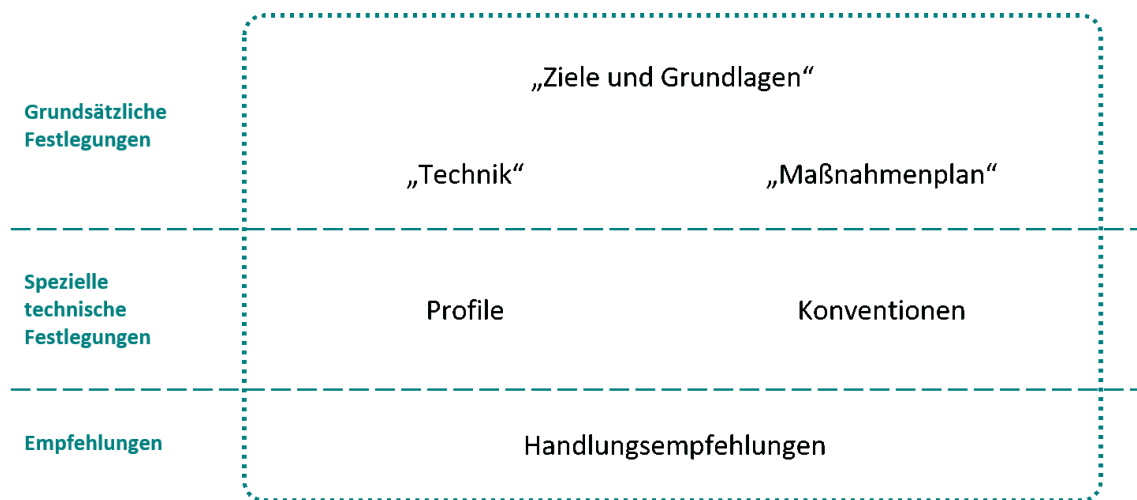 „Ziele und Grundlagen“
Grundsätzliche
Festlegungen
„Technik“ „Maßnahmenplan“
Spezielle
technische
Festlegungen
Profile Konventionen
Empfehlungen
Handlungsempfehlungen